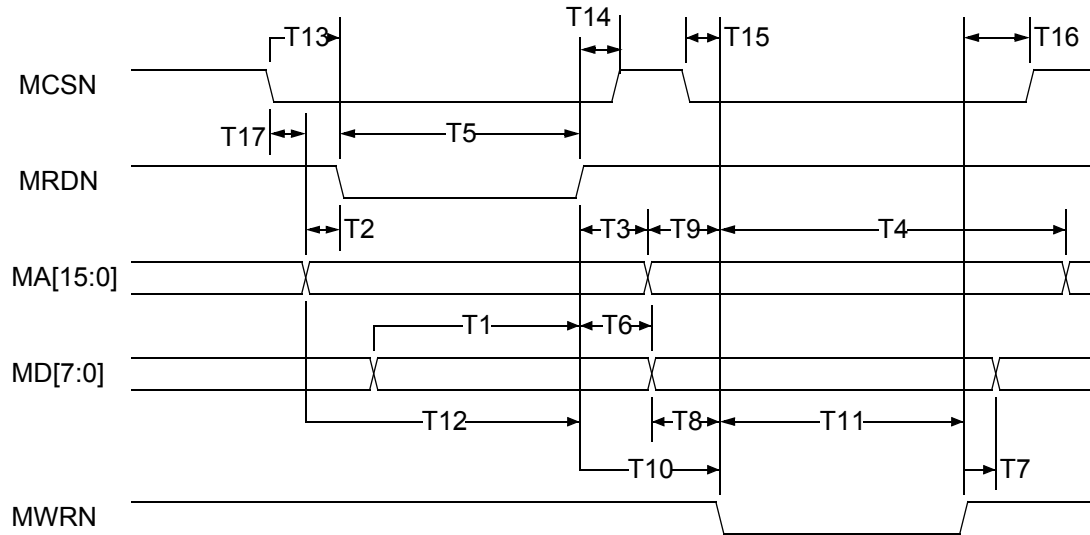 T14
T13
T15
T16
MCSN
T17
T5
MRDN
T2
T3
T9
T4
MA[15:0]
T1
T6
MD[7:0]
T12
T8
T11
T10
T7
MWRN